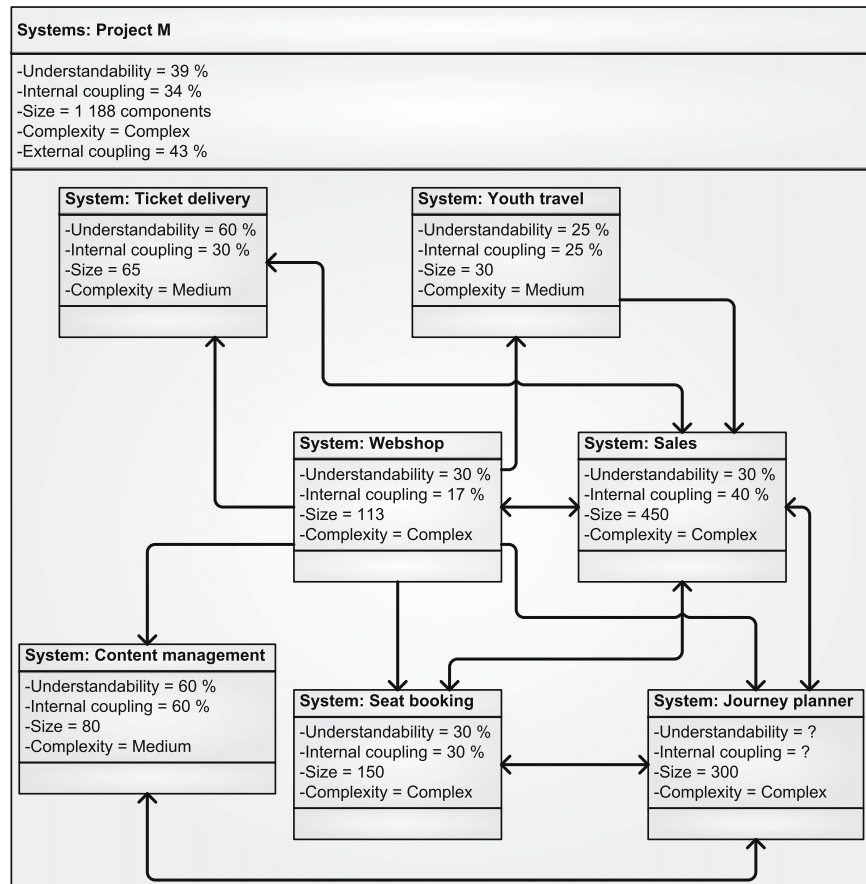 Systems: Project M
-Understandability = 39 %
-Internal coupling = 34 %
-Size = 1 188 components
-Complexity = Complex
-External coupling = 43 %
System: Ticket delivery
-Understandability = 60 %
-Internal coupling = 30 %
-Size = 65
-Complexity = Medium
System: Youth travel
-Understandability = 25 %
-Internal coupling = 25 %
-Size = 30
-Complexity = Medium
System: Webshop
-Understandability = 30 %
-Internal coupling = 17 %
-Size = 113
-Complexity = Complex
System: Sales
-Understandability = 30 %
-Internal coupling = 40 %
-Size = 450
-Complexity = Complex
System: Content management
-Understandability = 60 %
-Internal coupling = 60 %
-Size = 80
-Complexity = Medium
System: Seat booking
-Understandability = 30 %
-Internal coupling = 30 %
-Size = 150
-Complexity = Complex
System: Journey planner
-Understandability = ?
-Internal coupling = ?
-Size = 300
-Complexity = Complex